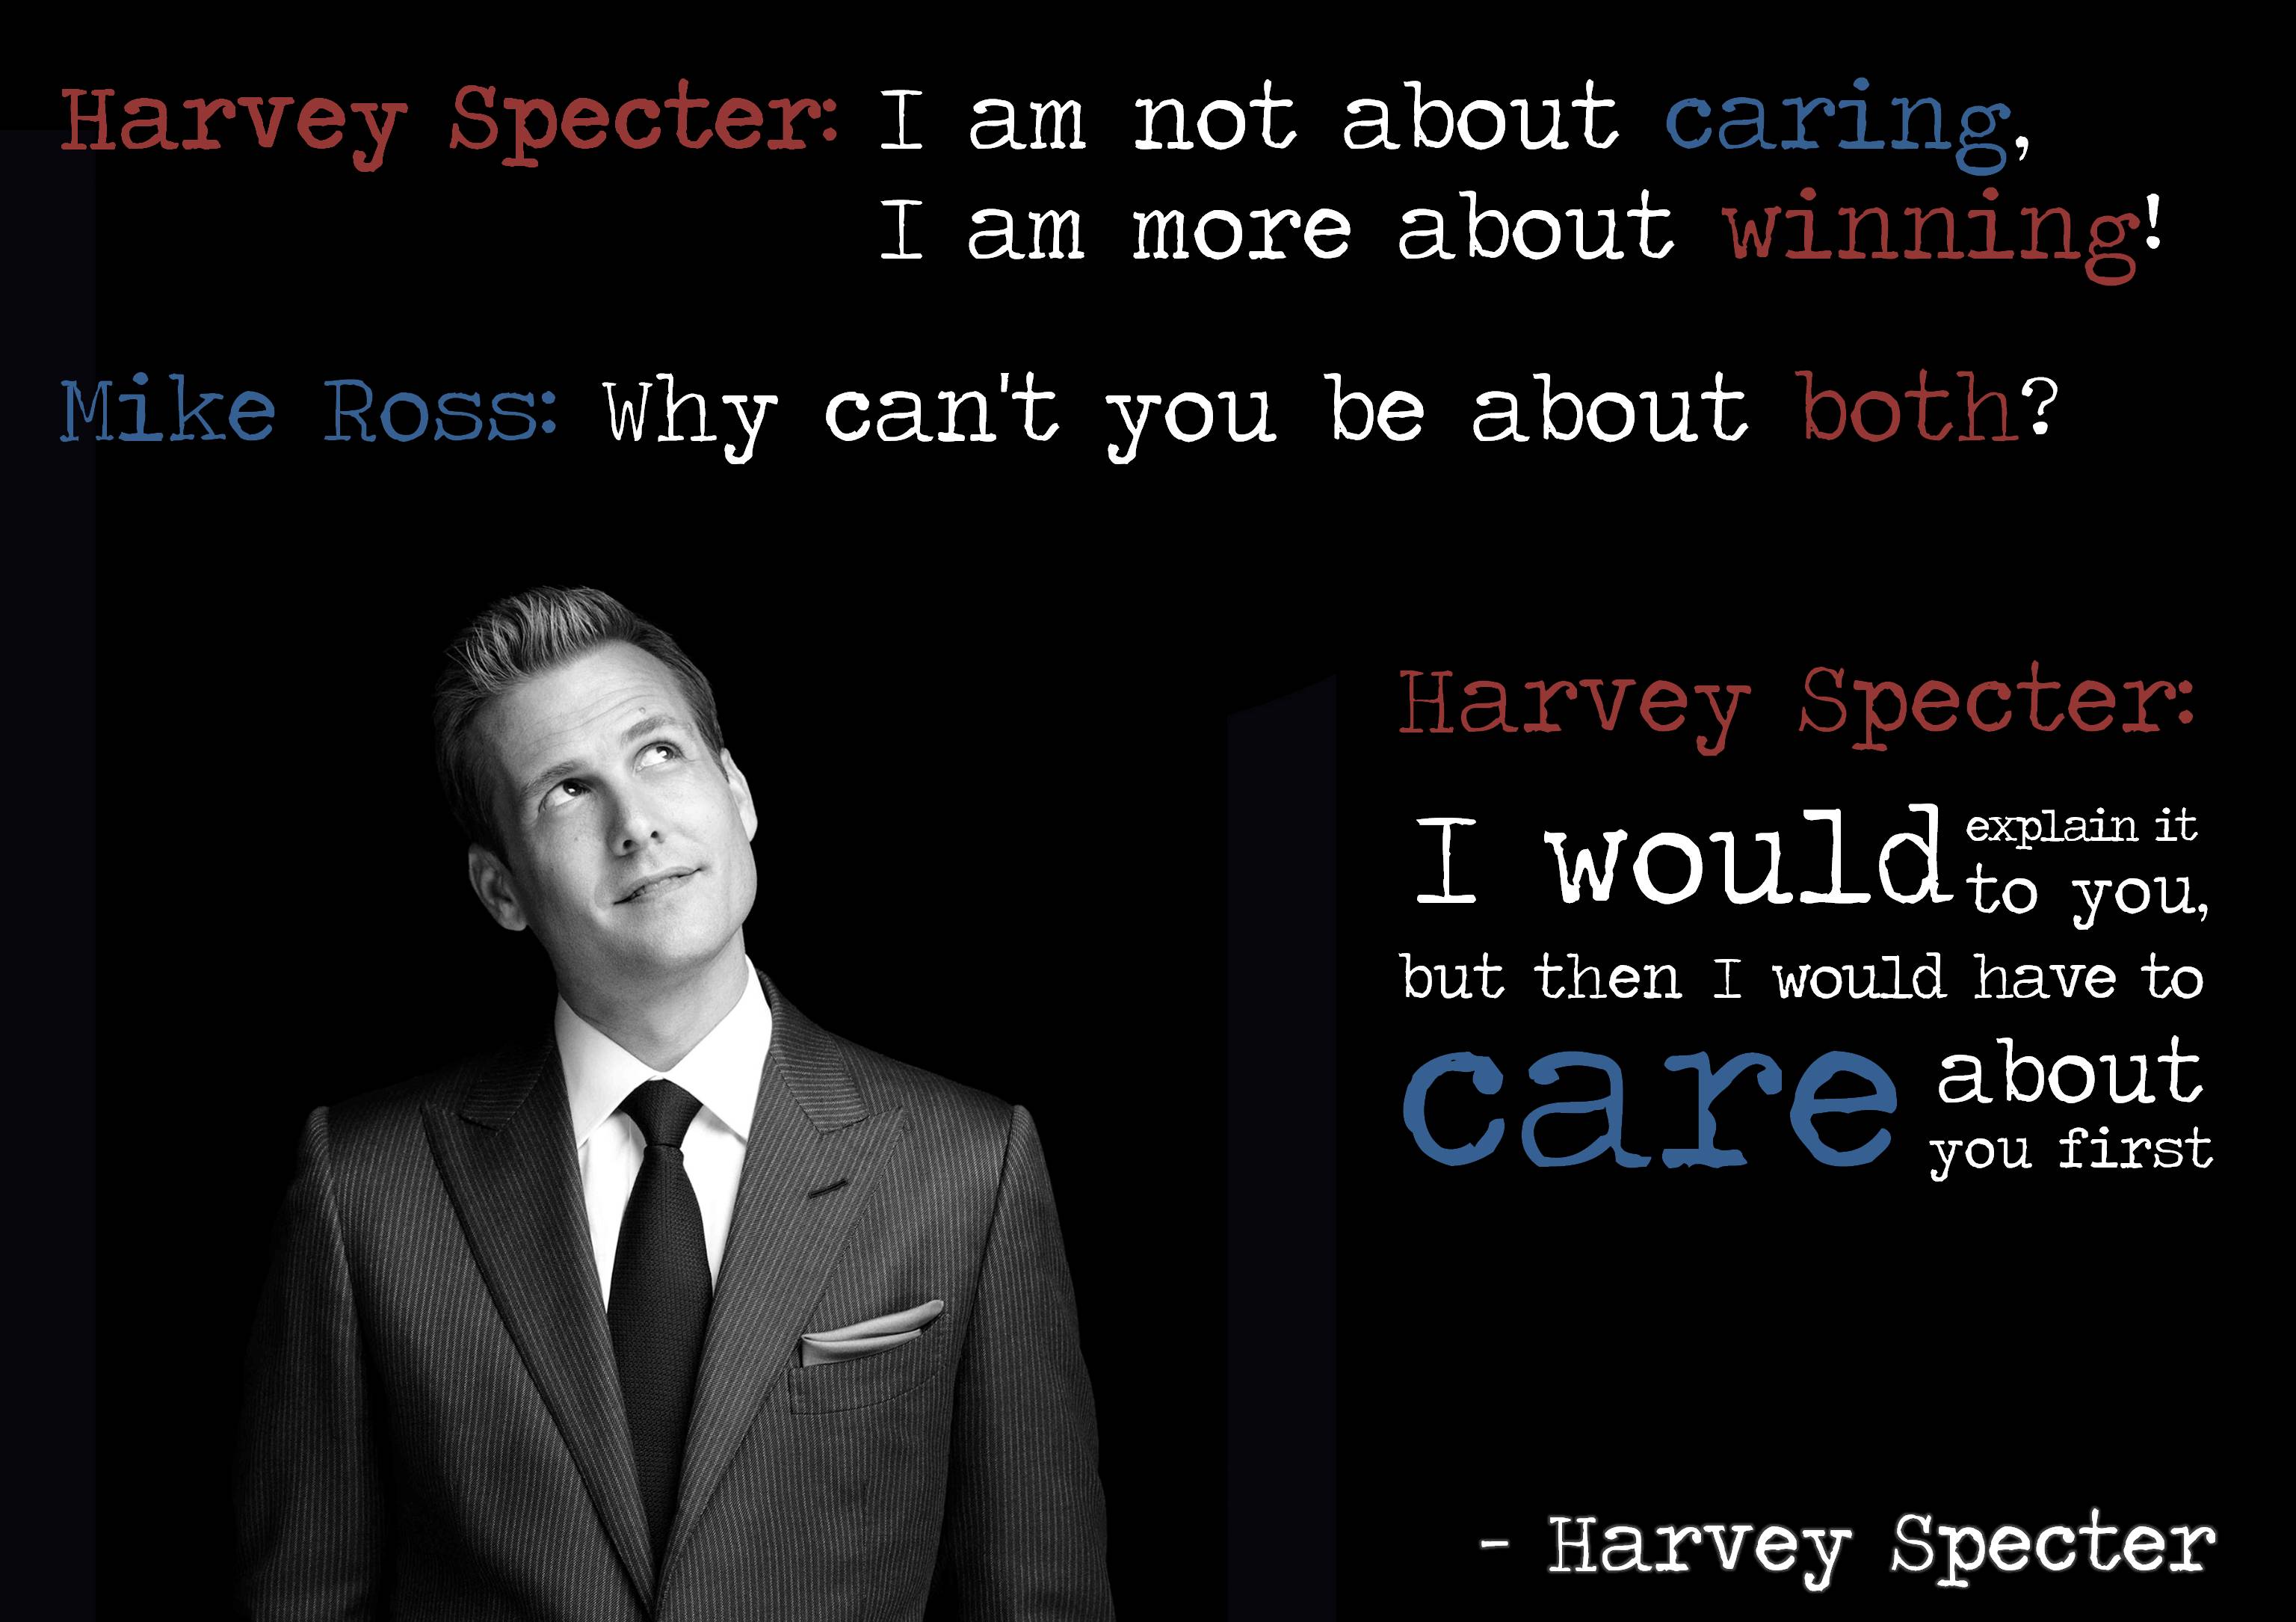 Harvey Specter: I am not about caring,
I am more about winning!
Mike Ross: Why can't you be about both?
Harvey Specter:
I would explain it
to you,
but then I would have to
care about
you first
- Harvey Specter